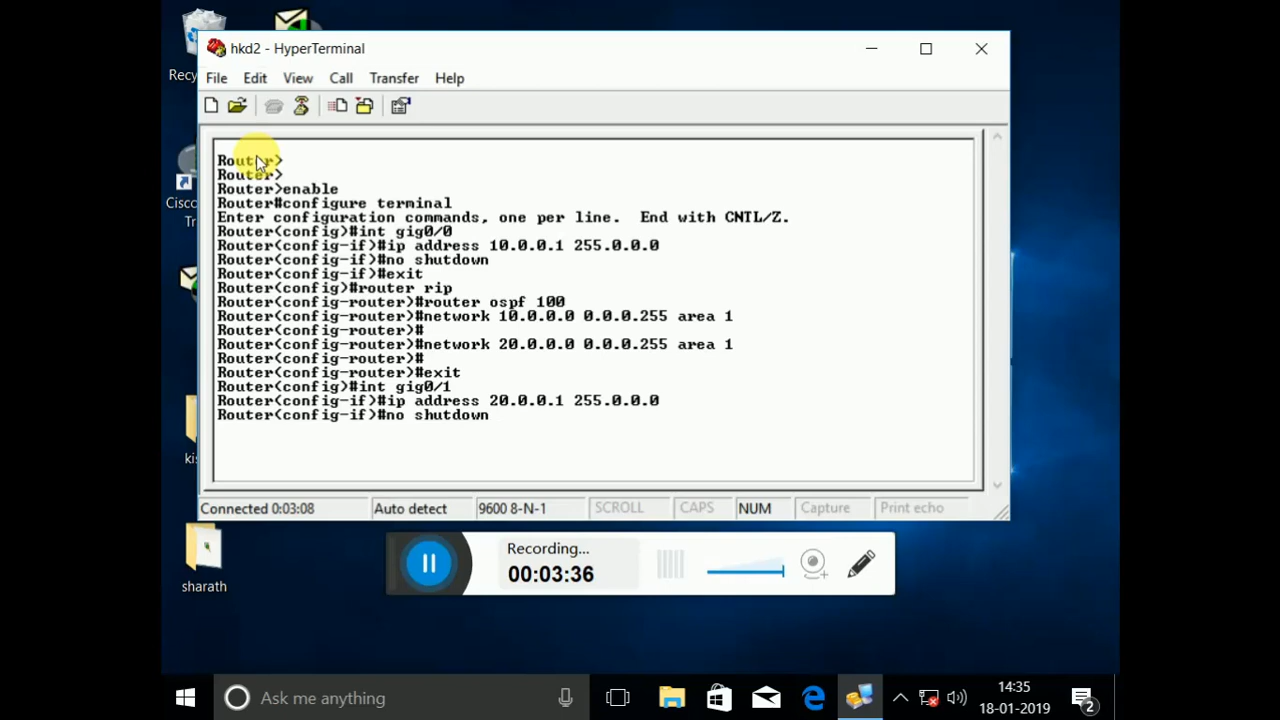 Recy
hkd2 - HyperTerminal
File Edit View Call Transfer Help
Router>
Router>
Router>enable
Router#configure terminal
Enter configuration commands, one per line.  End with CNTL/Z.
Router(config)#int gig0/0
Router(config-if)#ip address 10.0.0.1 255.0.0.0
Router(config-if)#no shutdown
Router(config-if)#exit
Router(config)#router rip
Router(config-router)#router ospf 100
Router(config-router)#network 10.0.0.0 0.0.0.255 area 1
Router(config-router)#
Router(config-router)#network 20.0.0.0 0.0.0.255 area 1
Router(config-router)#
Router(config-router)#exit
Router(config)#int gig0/1
Router(config-if)#ip address 20.0.0.1 255.0.0.0
Router(config-if)#no shutdown
Cisco
Tr
ki
Connected 0:03:08 Auto detect 9600 8-N-1 SCROLL CAPS NUM Capture Print echo
sharath
Recording...
00:03:36
Ask me anything
14:35
18-01-2019
2